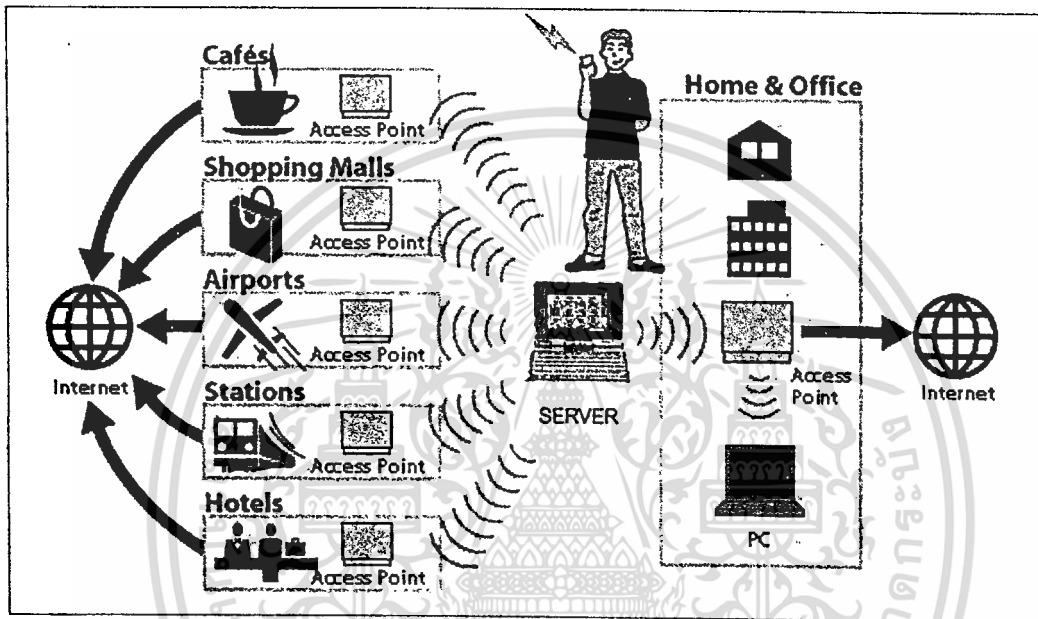 Cafés
Access Point
Shopping Malls
Access Point
Airports
Access Point
Stations
Access Point
Hotels
Access Point
Internet
SERVER
Home & Office
Access
Point
PC
Internet